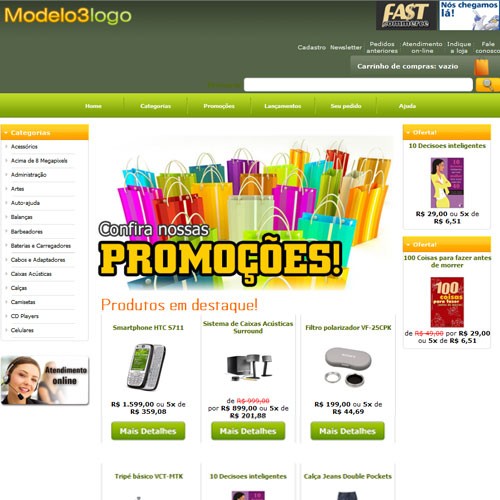 Modelo3logo
FAST
commerce
Nós chegamos
lá!
Cadastro
Newsletter
Pedidos
anteriores
Atendimento
on-line
Indique
a loja
Fale
conosco
Carrinho de compras: vazio
Home
Categorias
Promoções
Lançamentos
Seu pedido
Ajuda
Categorias
Acessórios
Acima de 8 Megapixels
Administração
Artes
Auto-ajuda
Balanças
Barbeadores
Baterias e Carregadores
Cabos e Adaptadores
Caixas Acústicas
Calças
Camisetas
CD Players
Celulares
Atendimento
online
Confira nossas
PROMOÇÕES!
Produtos em destaque!
Smartphone HTC S711
R$ 1.599,00 ou 5x de
R$ 359,08
Mais Detalhes
Sistema de Caixas Acústicas
Surround
de R$ 999,00
por R$ 899,00 ou 5x de
R$ 201,88
Mais Detalhes
Filtro polarizador VF-25CPK
R$ 199,00 ou 5x de
R$ 44,69
Mais Detalhes
Tripé básico VCT-MTK
10 Decisoes inteligentes
Calça Jeans Double Pockets
Oferta!
10 Decisoes inteligentes
R$ 29,00 ou 5x de
R$ 6,51
Oferta!
100 Coisas para fazer antes
de morrer
100
coisas
de R$ 49,00 por R$ 29,00
ou 5x de R$ 6,51